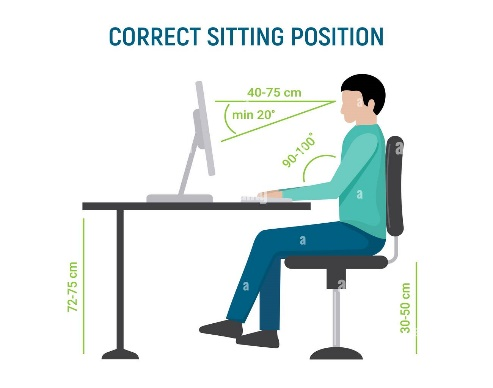 CORRECT SITTING POSITION
40-75 cm
min 20°
90-100°
72-75 cm
30-50 cm
a
a
a
a
a
a